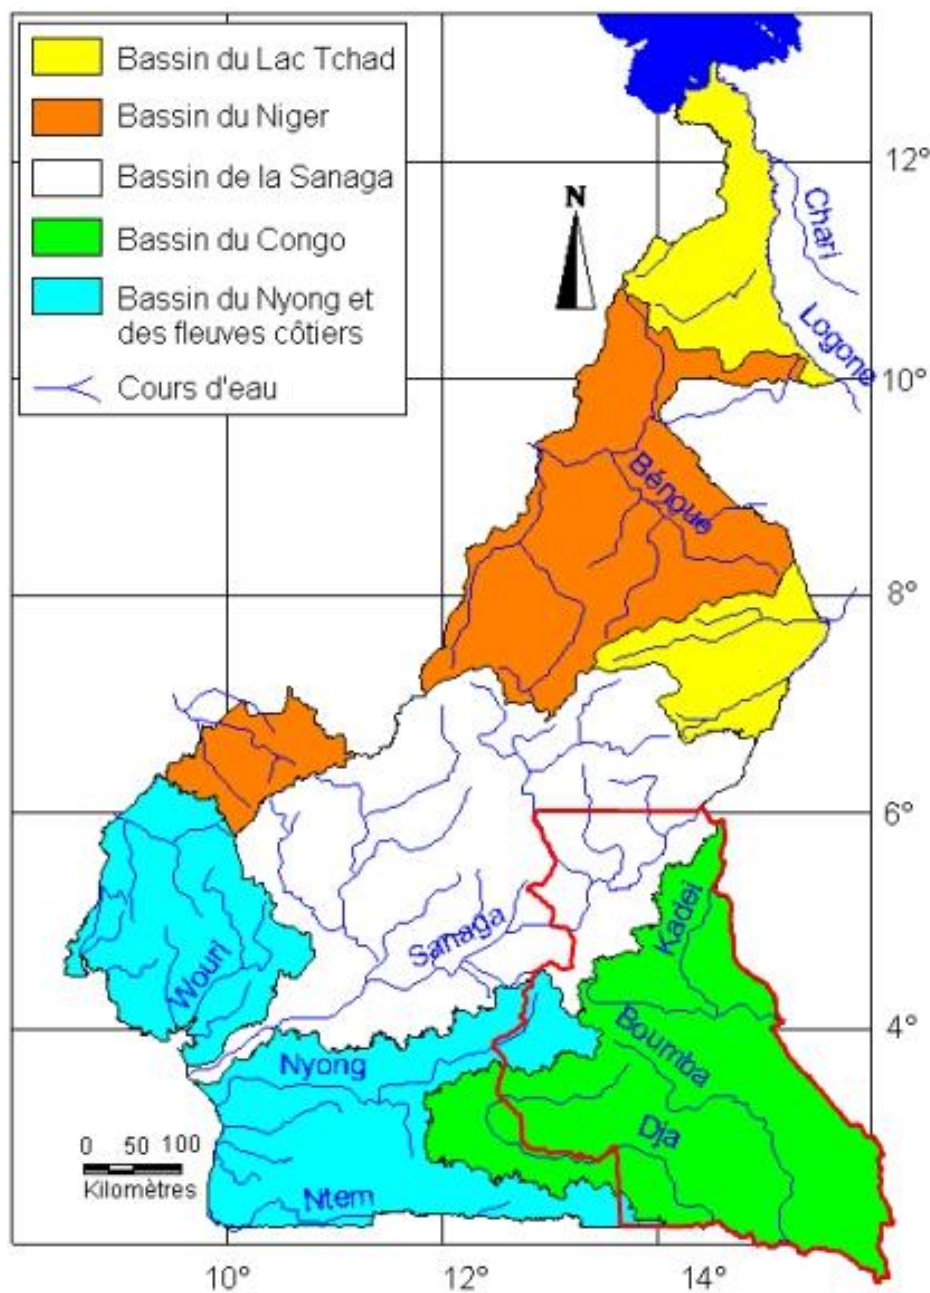 Bassin du Lac Tchad
Bassin du Niger
Bassin de la Sanaga
Bassin du Congo
Bassin du Nyong et
des fleuves côtiers
Cours d'eau
N
12°
10°
8°
6°
4°
Chari
Logone
Béngué
Sanaga
Wouri
Kadei
Boumba
Nyong
Dja
Ntem
0 50 100
Kilomètres
10° 12° 14°